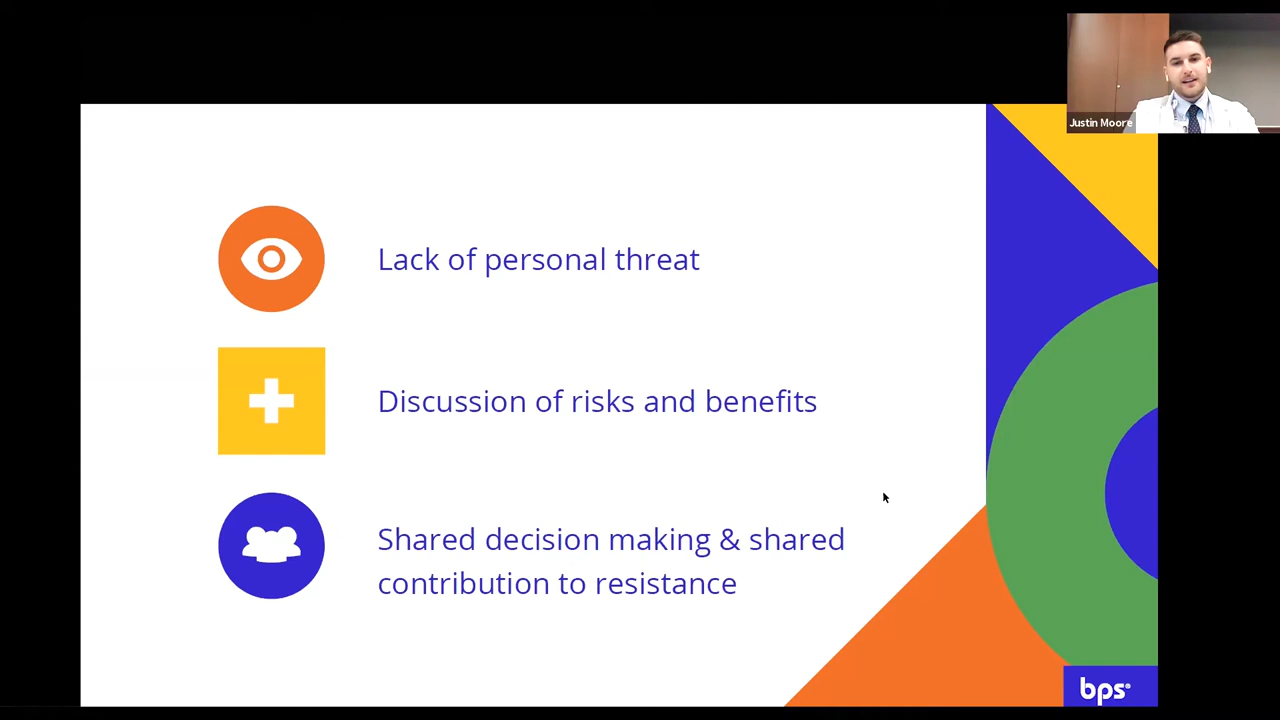 Justin Moore
Lack of personal threat
Discussion of risks and benefits
Shared decision making & shared
contribution to resistance
bps®